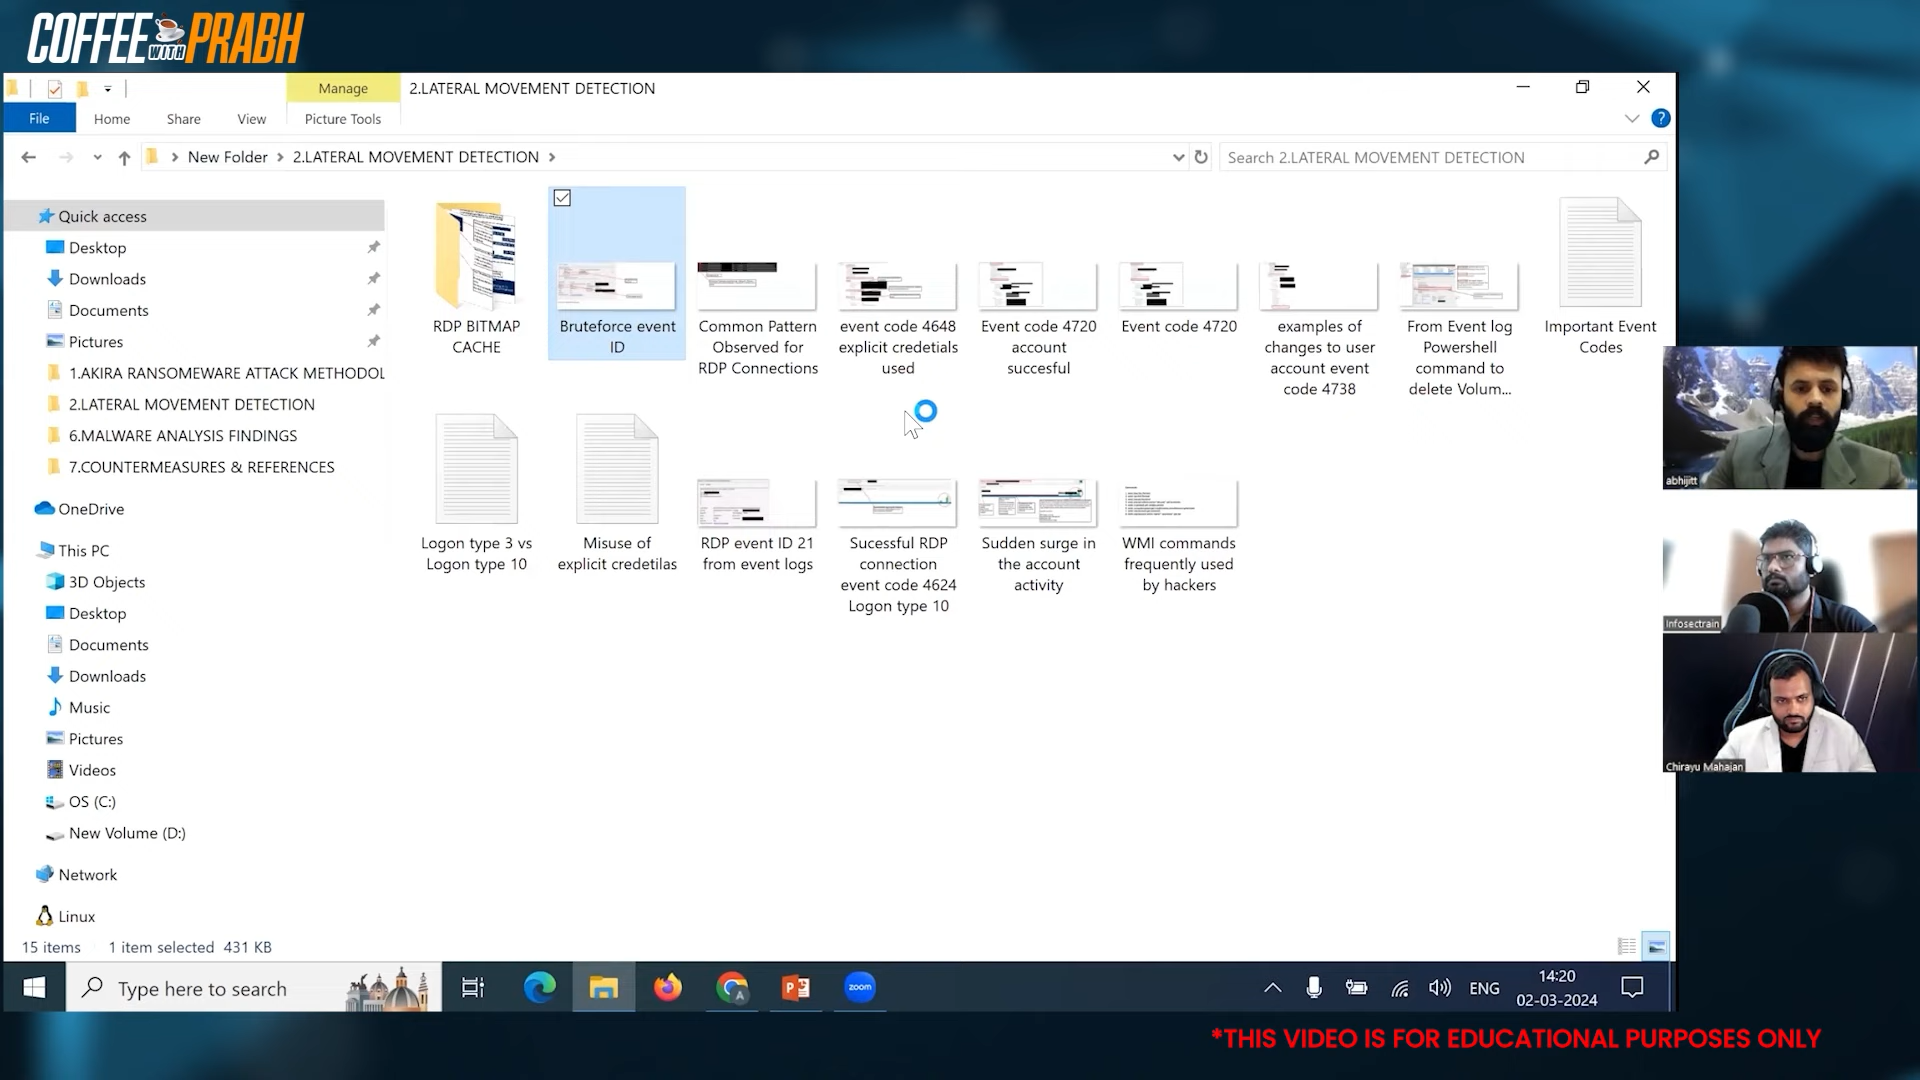 COFFEE WITH PRABH
Manage
2.LATERAL MOVEMENT DETECTION
File
Home
Share
View
Picture Tools
New Folder
2.LATERAL MOVEMENT DETECTION
Search 2.LATERAL MOVEMENT DETECTION
Quick access
Desktop
Downloads
Documents
Pictures
1.AKIRA RANSOMEWARE ATTACK METHODOL
2.LATERAL MOVEMENT DETECTION
6.MALWARE ANALYSIS FINDINGS
7.COUNTERMEASURES & REFERENCES
OneDrive
This PC
3D Objects
Desktop
Documents
Downloads
Music
Pictures
Videos
OS (C:)
New Volume (D:)
Network
Linux
RDP BITMAP
CACHE
Bruteforce event
ID
Common Pattern
Observed for
RDP Connections
event code 4648
explicit credetials
used
Event code 4720
account
succesful
Event code 4720
examples of
changes to user
account event
code 4738
From Event log
Powershell
command to
delete Volum...
Important Event
Codes
Logon type 3 vs
Logon type 10
Misuse of
explicit credetilas
RDP event ID 21
from event logs
Sucessful RDP
connection
event code 4624
Logon type 10
Sudden surge in
the account
activity
WMI commands
frequently used
by hackers
abhijitt
Infosectrain
Chirayu Mahajan
15 items
1 item selected 431 KB
Type here to search
zoom
ENG
14:20
02-03-2024
*THIS VIDEO IS FOR EDUCATIONAL PURPOSES ONLY